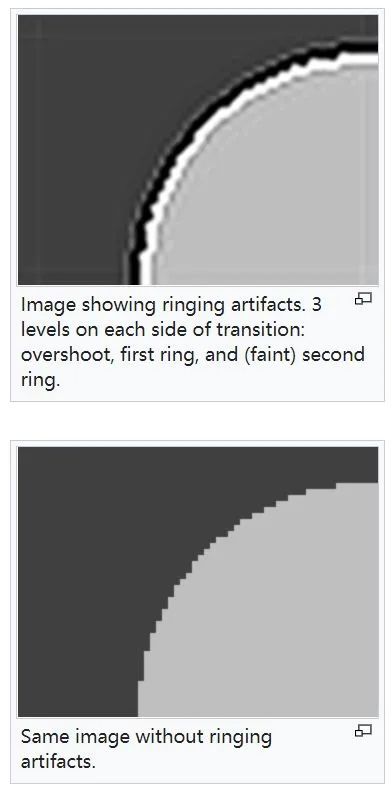 Image showing ringing artifacts. 3
levels on each side of transition:
overshoot, first ring, and (faint) second
ring.
Same image without ringing
artifacts.